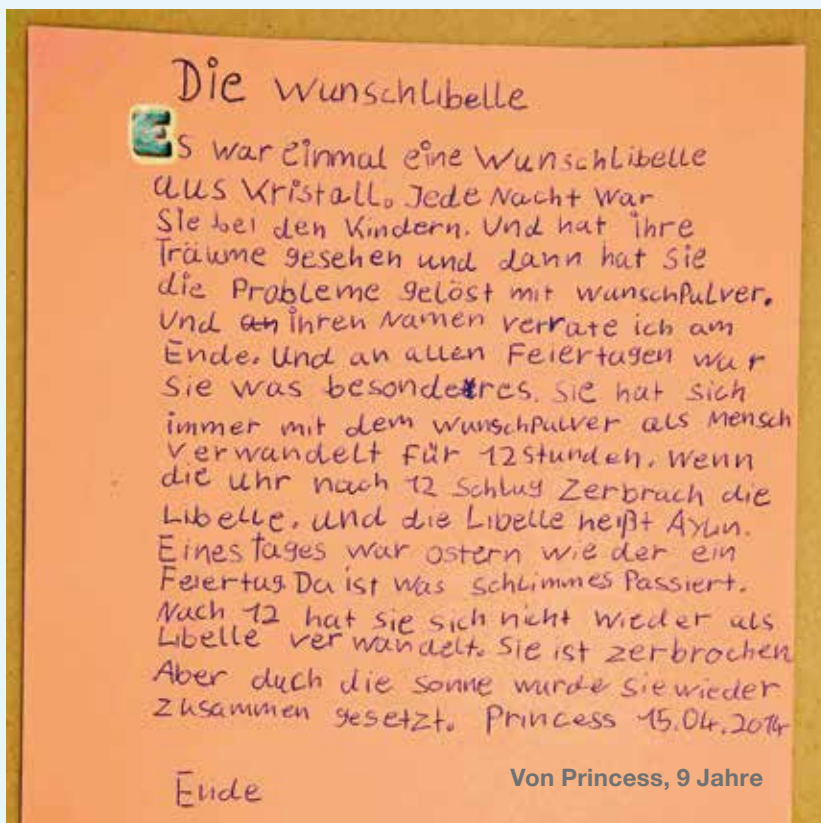 Die Wunschlibelle
Es war einmal eine Wunschlibelle
aus Kristall. Jede Nacht war
Sie bei den Kindern. Und hat ihre
Träume gesehen und dann hat sie
die Probleme gelöst mit wunschPulver.
Und an ihren Namen verrate ich am
Ende. Und an allen Feiertagen war
Sie was besonderes. Sie hat sich
immer mit dem wunschPulver als Mensch
verwandelt für 12 Stunden. Wenn
die Uhr nach 12 Schlug Zerbrach die
Libelle. und die Libelle heißt Aylin.
Eines Tages war ostern wieder ein
Feiertag. Da ist was schlimmes Passiert.
Nach 12 hat sie sich nicht wieder als
Libelle verwandelt. Sie ist zerbrochen
Aber duch die sonne wurde sie wieder
zusammen gesetzt. Princess 15.04.2014
Ende
Von Princess, 9 Jahre